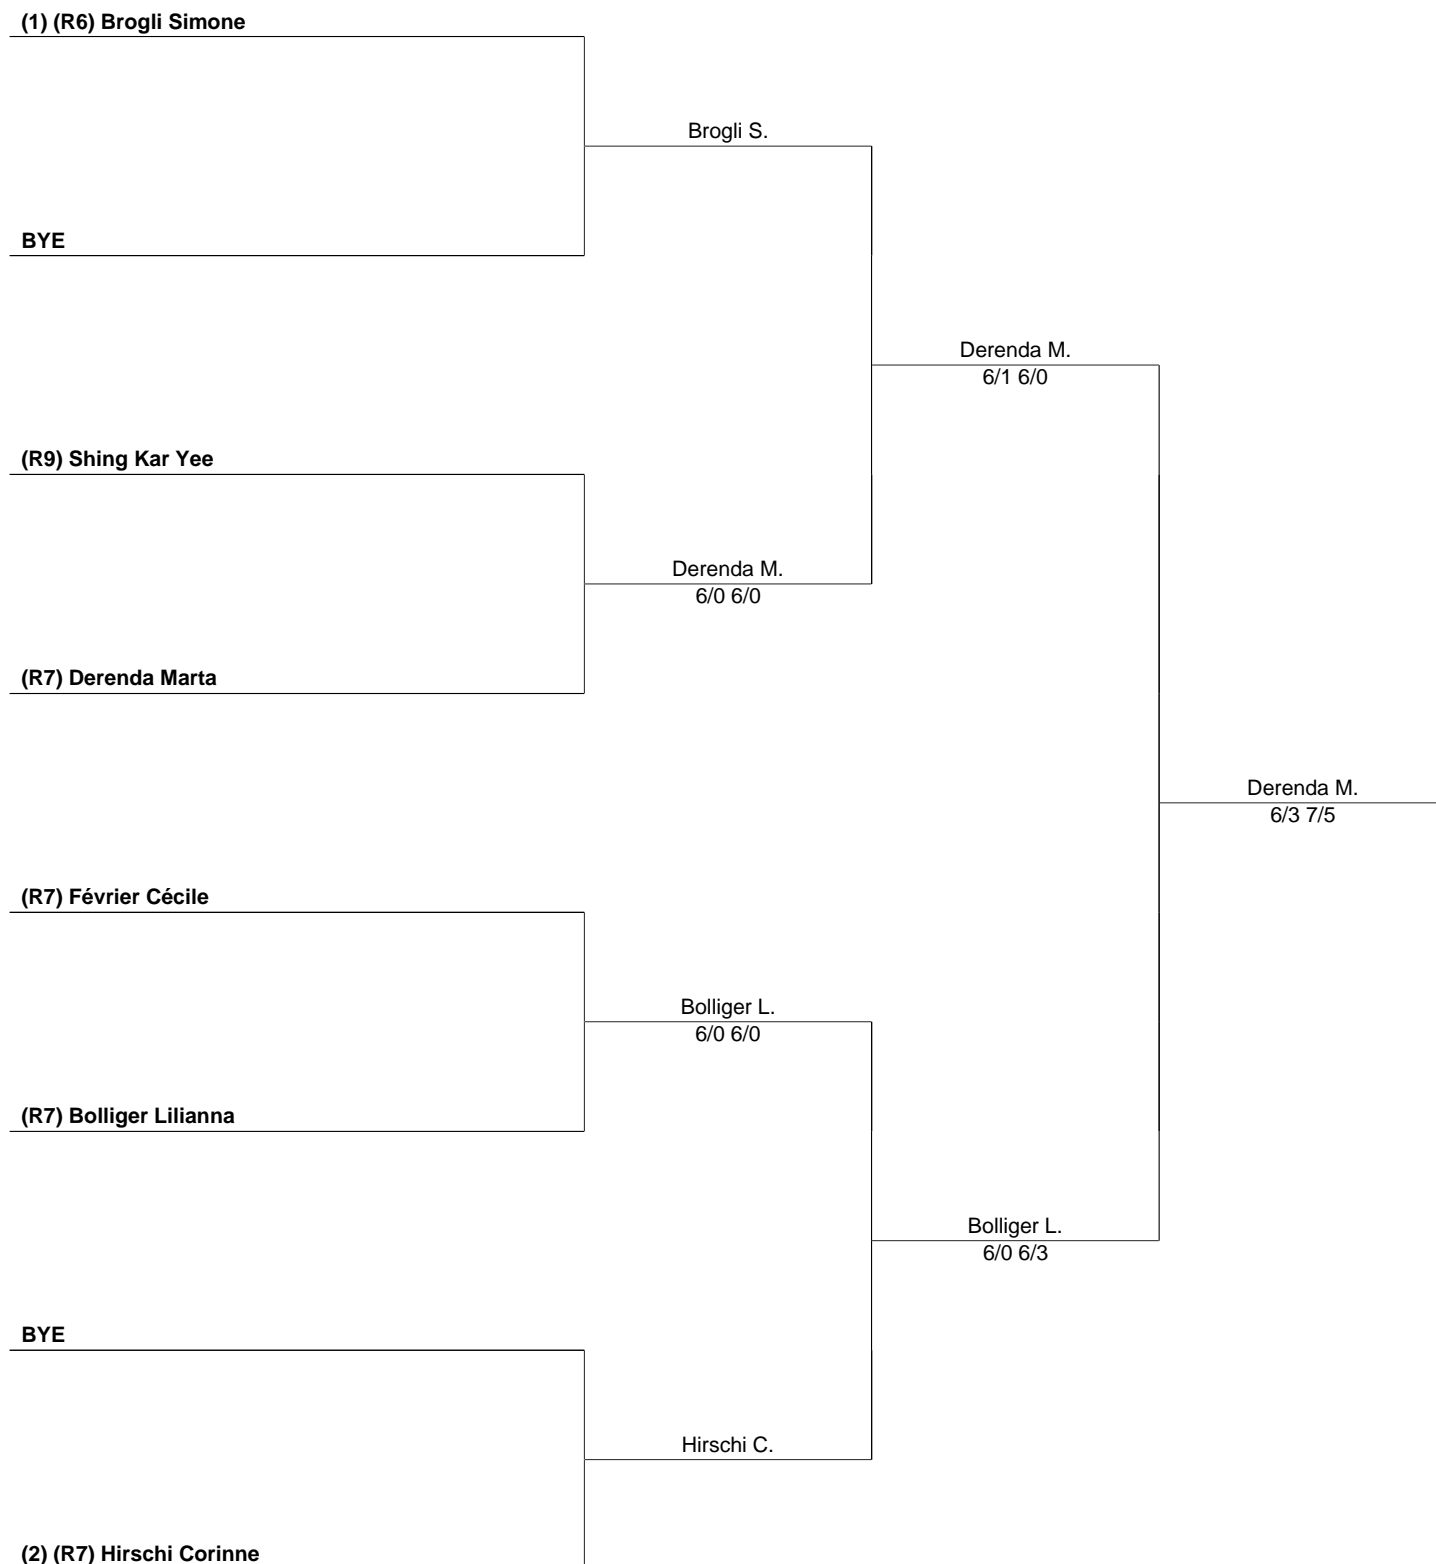 (1) (R6) Brogli Simone
Brogli S.
BYE
Derenda M.
6/1 6/0
(R9) Shing Kar Yee
Derenda M.
6/0 6/0
(R7) Derenda Marta
Derenda M.
6/3 7/5
(R7) Février Cécile
Bolliger L.
6/0 6/0
(R7) Bolliger Lilianna
Bolliger L.
6/0 6/3
BYE
Hirschi C.
(2) (R7) Hirschi Corinne